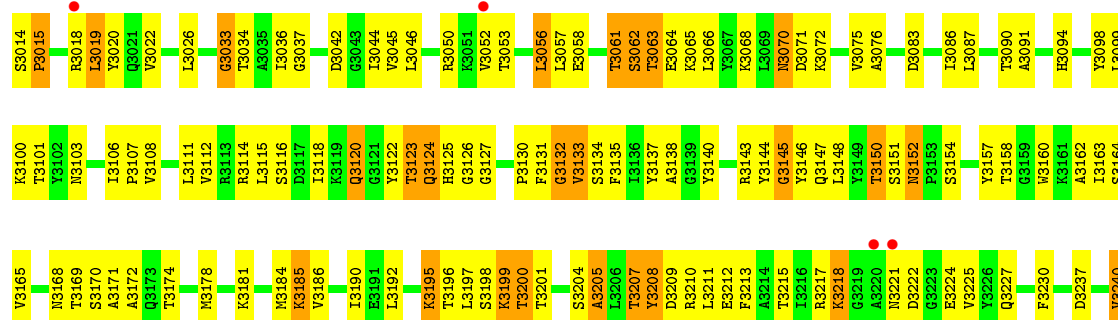 S3014 P3015 R3018 L3019 Y3020 Q3021 V3022 L3026 G3033 T3034 A3035 I3036 G3037 D3042 G3043 I3044 V3045 L3046 R3050 K3051 V3052 T3053 L3056 L3057 E3058 T3061 S3062 T3063 E3064 K3065 L3066 Y3067 K3068 L3069 N3070 D3071 K3072 V3075 A3076 D3083 I3086 L3087 T3090 A3091 H3094 Y3098 L3099
K3100 T3101 Y3102 N3103 I3106 P3107 V3108 L3111 V3112 R3113 R3114 L3115 S3116 D3117 I3118 K3119 Q3120 G3121 Y3122 T3123 Q3124 H3125 G3126 G3127 P3130 F3131 G3132 V3133 S3134 F3135 I3136 Y3137 A3138 G3139 Y3140 R3143 Y3144 G3145 Y3146 Q3147 L3148 Y3149 T3150 S3151 N3152 P3153 S3154 Y3157 T3158 G3159 W3160 K3161 A3162 I3163 S3164
V3165 N3168 T3169 S3170 A3171 A3172 Q3173 T3174 M3178 K3181 M3184 K3185 V3186 I3190 E3191 L3192 K3195 T3196 L3197 S3198 K3199 T3200 T3201 S3204 A3205 L3206 T3207 Y3208 D3209 R3210 L3211 E3212 F3213 A3214 T3215 I3216 R3217 K3218 G3219 A3220 N3221 D3222 G3223 E3224 V3225 Y3226 Q3227 F3230 D3237